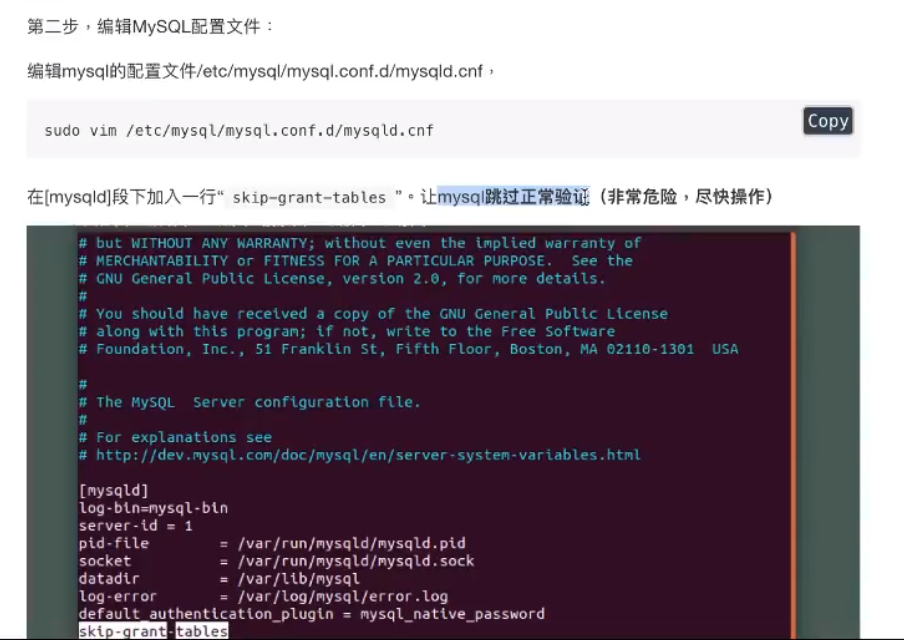 第二步，编辑MySQL配置文件：
编辑mysql的配置文件/etc/mysql/mysql.conf.d/mysqld.cnf，
sudo vim /etc/mysql/mysql.conf.d/mysqld.cnf
Copy
在[mysqld]段下加入一行“ skip-grant-tables ”。让mysql跳过正常验证（非常危险，尽快操作）
# but WITHOUT ANY WARRANTY; without even the implied warranty of
# MERCHANTABILITY or FITNESS FOR A PARTICULAR PURPOSE.  See the
# GNU General Public License, version 2.0, for more details.
#
# You should have received a copy of the GNU General Public License
# along with this program; if not, write to the Free Software
# Foundation, Inc., 51 Franklin St, Fifth Floor, Boston, MA 02110-1301  USA
#
# The MySQL  Server configuration file.
#
# For explanations see
# http://dev.mysql.com/doc/mysql/en/server-system-variables.html
[mysqld]
log-bin=mysql-bin
server-id = 1
pid-file        = /var/run/mysqld/mysqld.pid
socket          = /var/run/mysqld/mysqld.sock
datadir         = /var/lib/mysql
log-error       = /var/log/mysql/error.log
default_authentication_plugin = mysql_native_password
skip-grant-tables